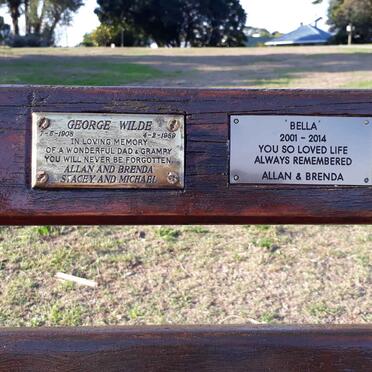 GEORGE WILDE
7-5-1908 4-2-1989
IN LOVING MEMORY
OF A WONDERFUL DAD & GRAMPY
YOU WILL NEVER BE FORGOTTEN.
ALLAN AND BRENDA
STACEY AND MICHAEL
'BELLA'
2001 - 2014
YOU SO LOVED LIFE
ALWAYS REMEMBERED
ALLAN & BRENDA